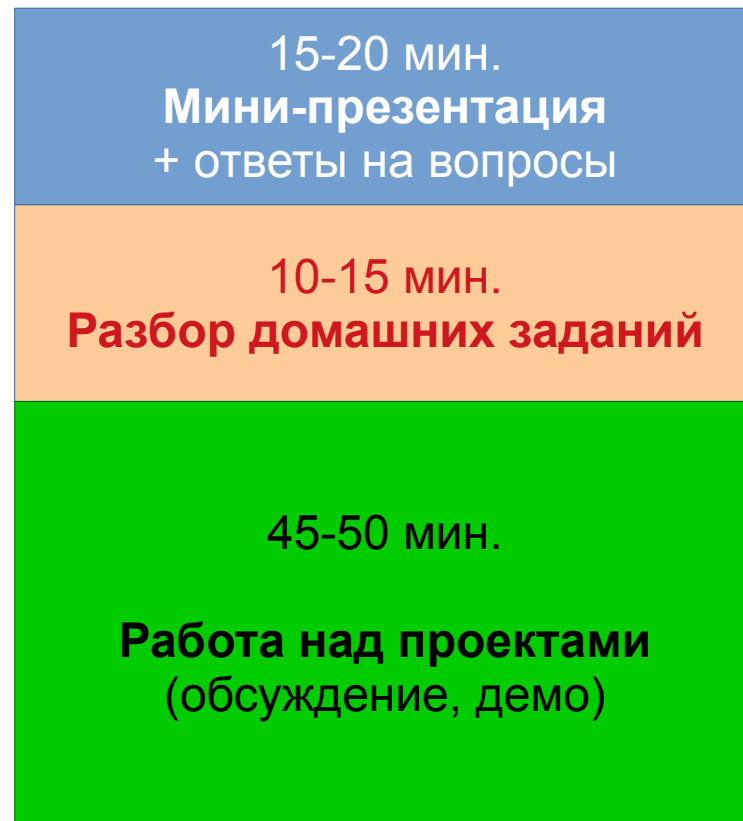 15-20 мин.
Мини-презентация
+ ответы на вопросы
10-15 мин.
Разбор домашних заданий
45-50 мин.
Работа над проектами
(обсуждение, демо)